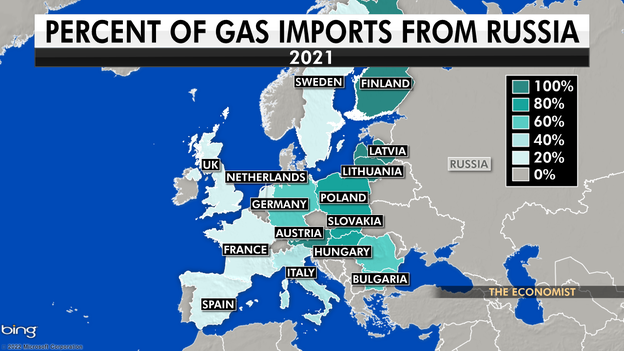 PERCENT OF GAS IMPORTS FROM RUSSIA
2021
SWEDEN
FINLAND
100%
80%
60%
40%
20%
0%
UK
LATVIA
NETHERLANDS
LITHUANIA
RUSSIA
GERMANY
POLAND
SLOVAKIA
AUSTRIA
FRANCE
HUNGARY
ITALY
BULGARIA
SPAIN
THE ECONOMIST
bing
© 2022 Microsoft Corporation